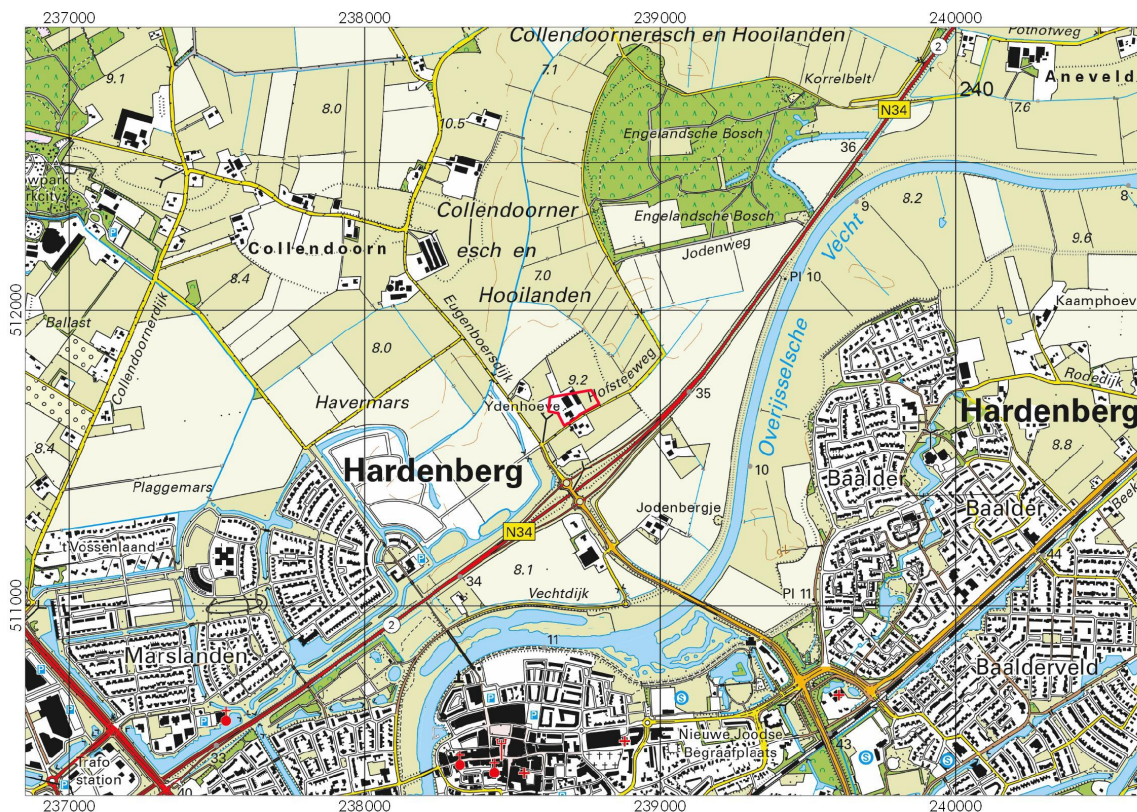 237000
238000
239000
240000
Collendoorneresch en Hooilanden
Pothofweg
2
9.1
7.1
Korrelbelt
Aneveld
8.0
240
7.6
N34
10.5
Engelandsche Bosch
36
8.2
8
9
Collendoorner
Engelandsche Bosch
Vecht
9.6
Collendoorn
esch en
Jodenweg
8.4
7.0
Pl 10
Hooilanden
Kaamphoev
512000
Ballast
Collendoornerdijk
Eugenboersdijk
8.0
Overijsselsche
9.2
Hofsteeweg
35
Rodedijk
Havermars
Ydenhoeve
Hardenberg
8.4
8.8
Hardenberg
10
Plaggemars
Baalder
Baalder
Beek
Jodenbergje
't Vossenlaand
N34
44
34
8.1
Vechtdijk
Pl 11
511000
2
11
Marslanden
Baalderveld
P
P
P
P
S
S
S
Nieuwe Joodse
Begraafplaats
33
43
Trafo
station
40
237000
238000
239000
240000